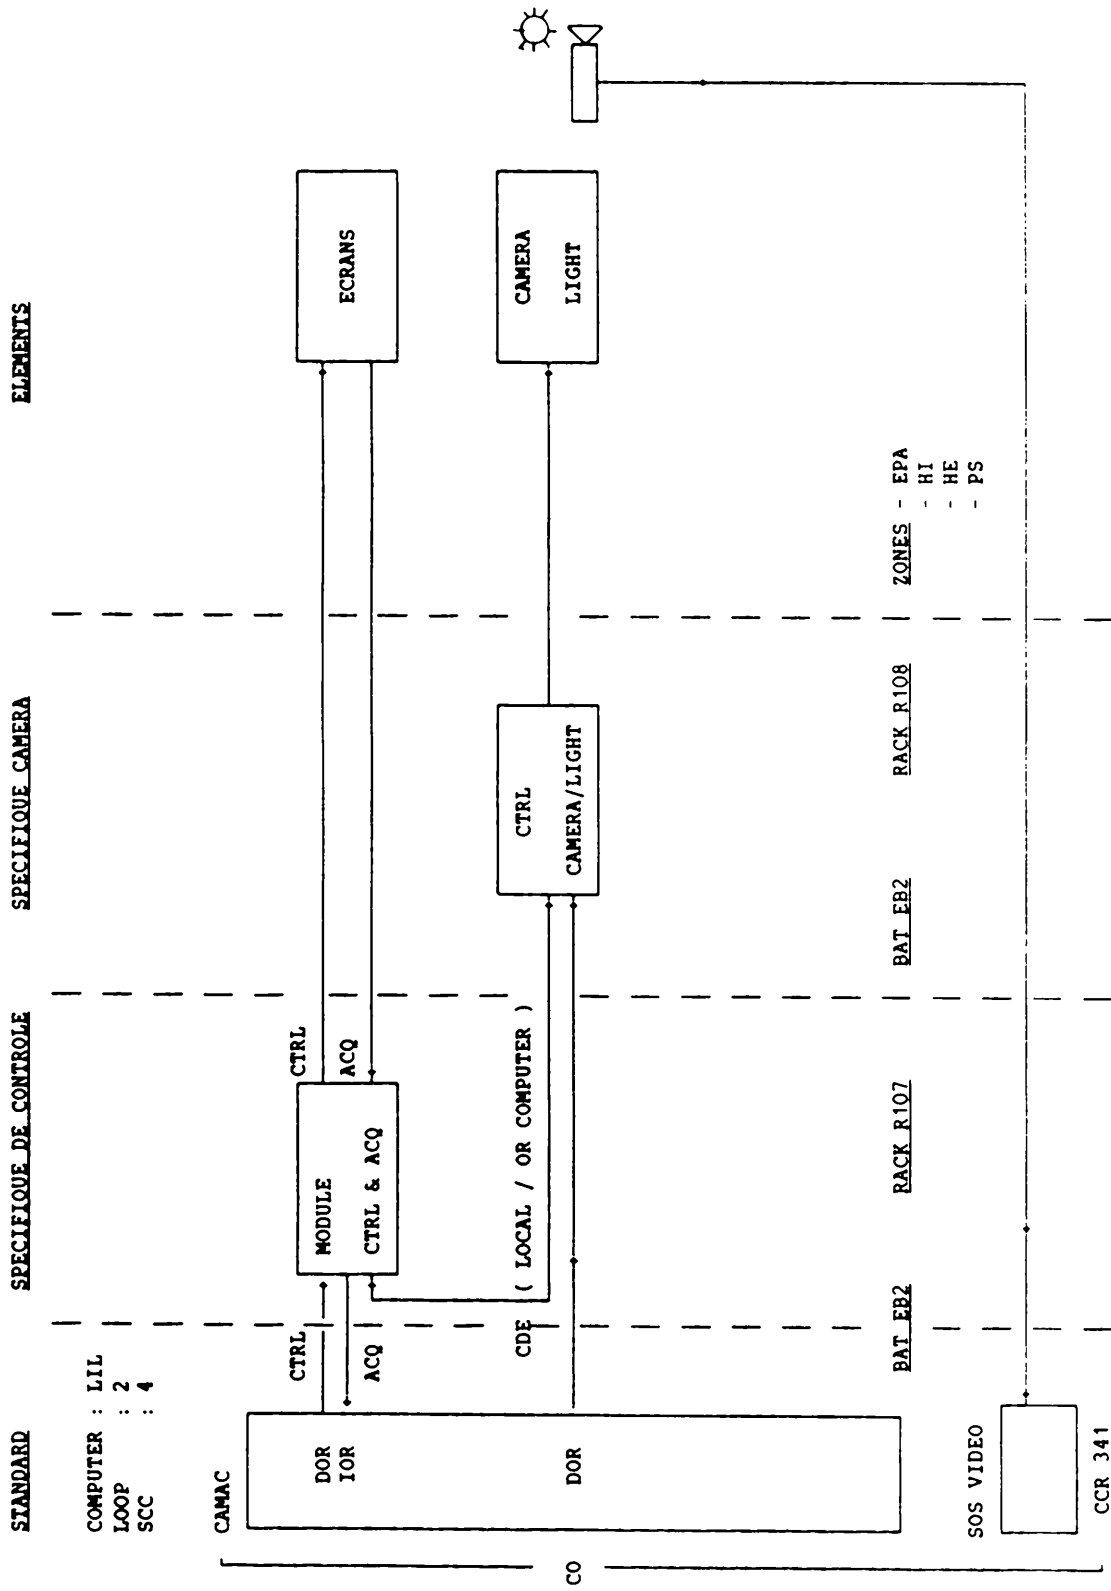 STANDARD
SPECIFIQUE DE CONTROLE
SPECIFIQUE CAMERA
ELEMENTS
COMPUTER : LIL
LOOP : 2
SCC : 4
CAMAC
CTRL
CTRL
DOR
IOR
MODULE
CTRL & ACQ
ECRANS
ACQ
ACQ
CDE ( LOCAL / OR COMPUTER )
CTRL
CAMERA/LIGHT
CAMERA
LIGHT
DOR
CO
BAT EB2
RACK R107
BAT EB2
RACK R108
ZONES - EPA
- HI
- HE
- PS
SOS VIDEO
CCR 341